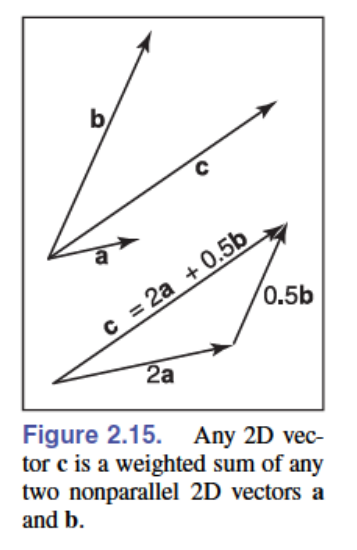 b
c
a
c = 2a + 0.5b
0.5b
2a
Figure 2.15. Any 2D vec-
tor c is a weighted sum of any
two nonparallel 2D vectors a
and b.